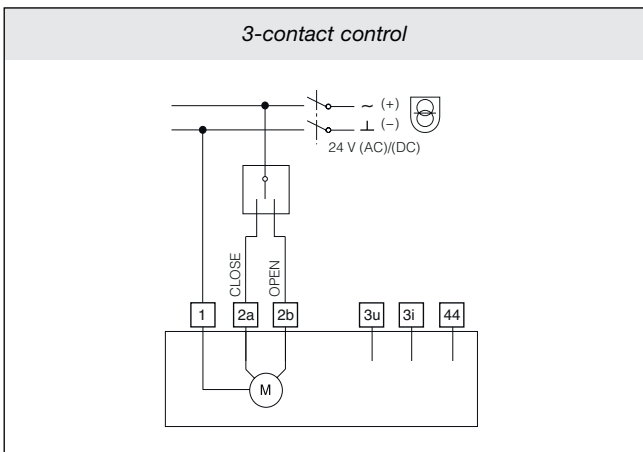 3-contact control
~ (+)
⊥ (−)
24 V (AC)/(DC)
CLOSE
OPEN
1 2a 2b 3u 3i 44
M